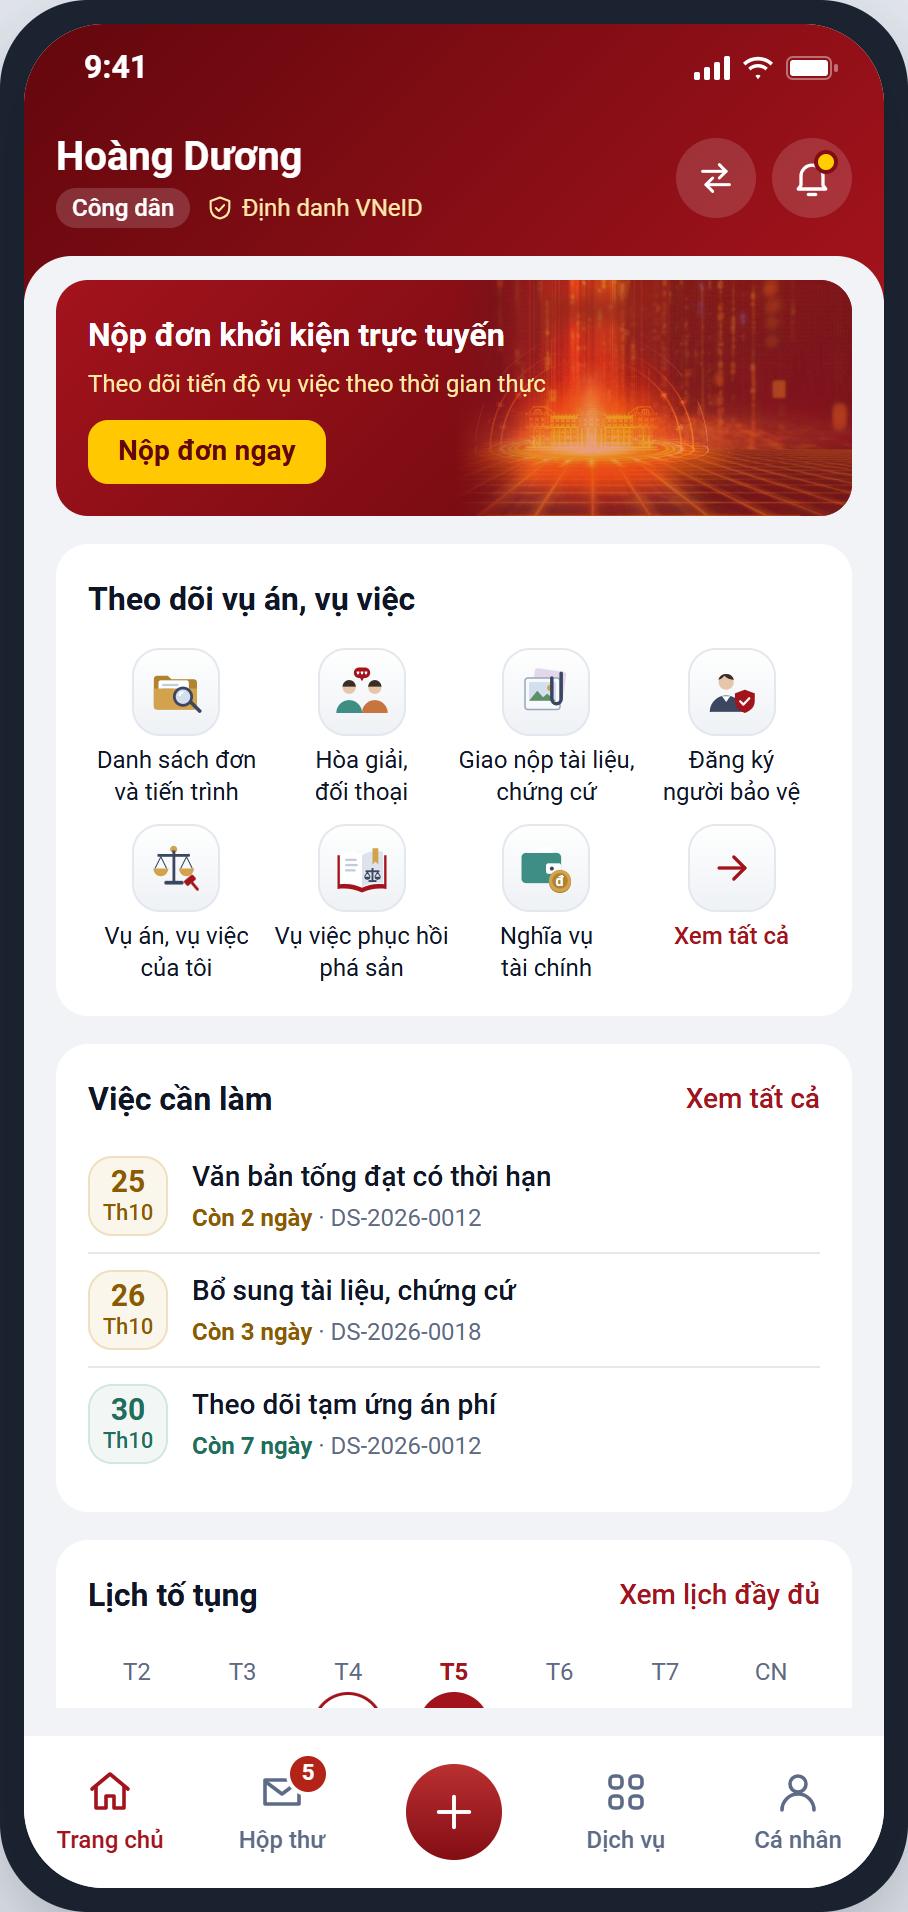 9:41
Hoàng Dương
Công dân
Định danh VNeID
Nộp đơn khởi kiện trực tuyến
Theo dõi tiến độ vụ việc theo thời gian thực
Nộp đơn ngay
Theo dõi vụ án, vụ việc
Danh sách đơn
và tiến trình
Hòa giải,
đối thoại
Giao nộp tài liệu,
chứng cứ
Đăng ký
người bảo vệ
Vụ án, vụ việc
của tôi
Vụ việc phục hồi
phá sản
đ
Nghĩa vụ
tài chính
Xem tất cả
Việc cần làm
Xem tất cả
25
Th10
Văn bản tống đạt có thời hạn
Còn 2 ngày · DS-2026-0012
26
Th10
Bổ sung tài liệu, chứng cứ
Còn 3 ngày · DS-2026-0018
30
Th10
Theo dõi tạm ứng án phí
Còn 7 ngày · DS-2026-0012
Lịch tố tụng
Xem lịch đầy đủ
T2 T3 T4 T5 T6 T7 CN
Trang chủ
5
Hộp thư
Dịch vụ
Cá nhân